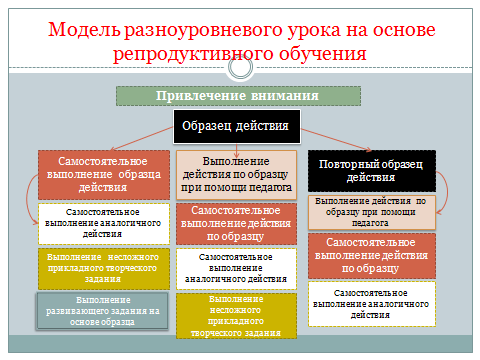 Модель разноуровневого урока на основе
репродуктивного обучения
Привлечение внимания
Образец действия
Самостоятельное
выполнение образца
действия
Самостоятельное
выполнение аналогичного
действия
Выполнение несложного
прикладного творческого
задания
Выполнение
развивающего задания на
основе образца
Выполнение
действия по образцу
при помощи педагога
Самостоятельное
выполнение действия
по образцу
Самостоятельное
выполнение
аналогичного действия
Выполнение
несложного
прикладного
творческого задания
Повторный образец
действия
Выполнение действия по
образцу при помощи
педагога
Самостоятельное
выполнение действия
по образцу
Самостоятельное
выполнение аналогичного
действия